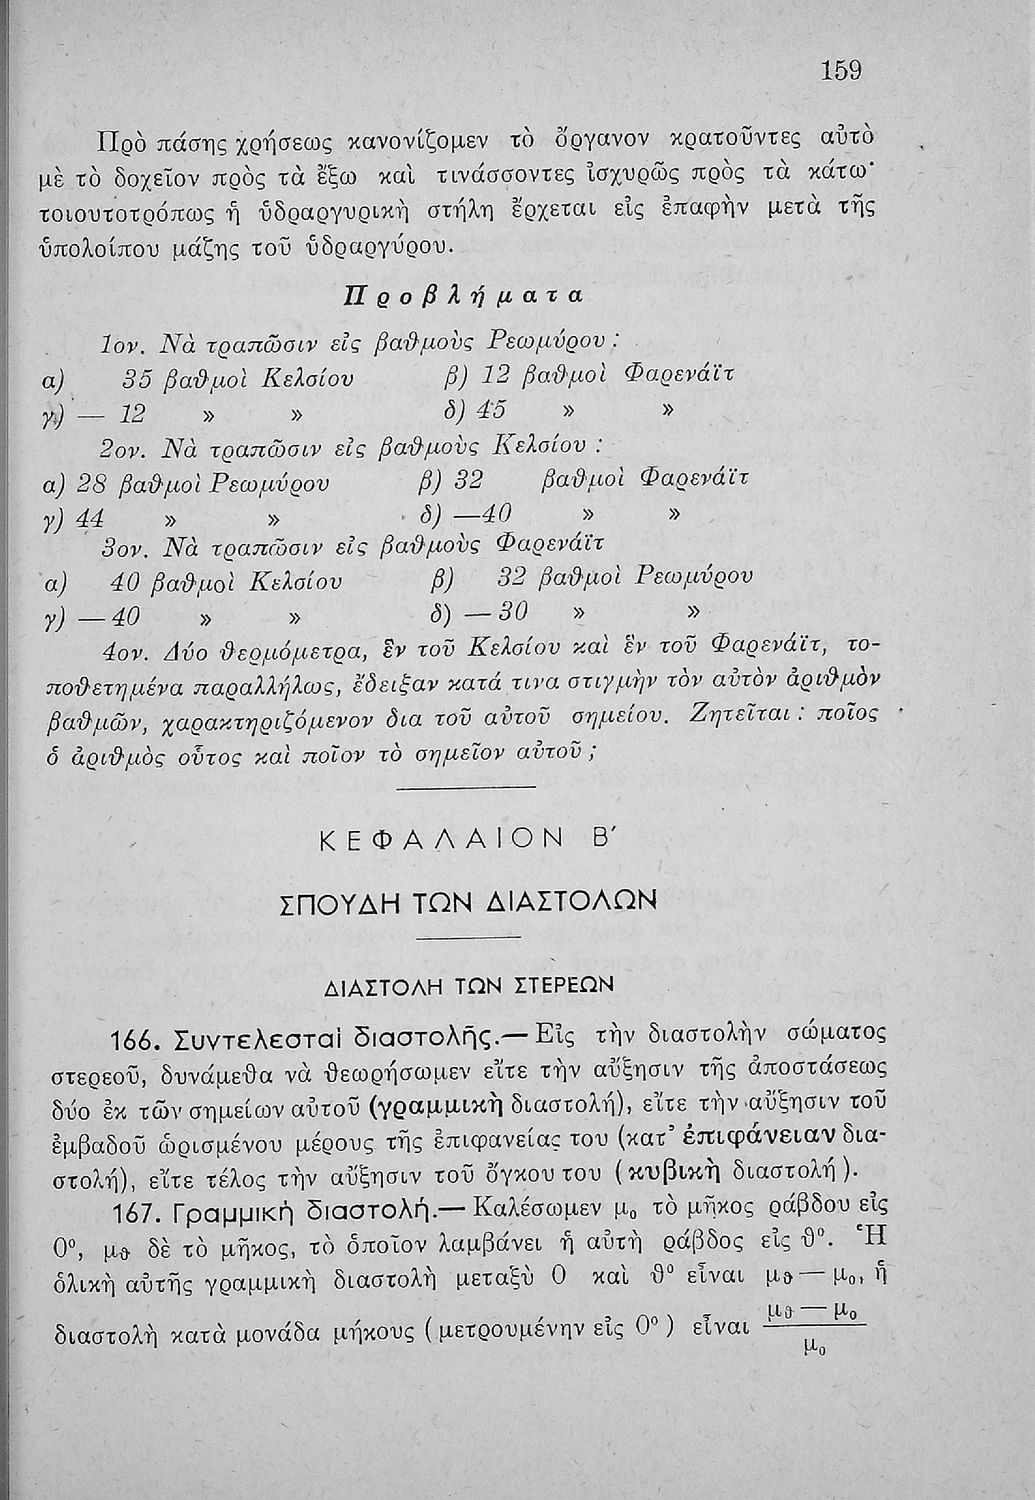 159
Πρὸ πάσης χρήσεως κανονίζομεν τὸ ὄργανον κρατοῦντες αὐτὸ
μὲ τὸ δοχεῖον πρὸς τὰ ἔξω καὶ τινάσσοντες ἰσχυρῶς πρὸς τὰ κάτω·
τοιουτοτρόπως ἡ ὑδραργυρικὴ στήλη ἔρχεται εἰς ἐπαφὴν μετὰ τῆς
ὑπολοίπου μάζης τοῦ ὑδραργύρου.
Προβλήματα
1ον. Νὰ τραπῶσιν εἰς βαθμοὺς Ρεωμύρου :
α) 35 βαθμοὶ Κελσίου β) 12 βαθμοὶ Φαρενάϊτ
γ) — 12 » » δ) 45 » »
2ον. Νὰ τραπῶσιν εἰς βαθμοὺς Κελσίου :
α) 28 βαθμοὶ Ρεωμύρου β) 32 βαθμοὶ Φαρενάϊτ
γ) 44 » » δ) —40 » »
3ον. Νὰ τραπῶσιν εἰς βαθμοὺς Φαρενάϊτ
α) 40 βαθμοὶ Κελσίου β) 32 βαθμοὶ Ρεωμύρου
γ) — 40 » » δ) — 30 » »
4ον. Δύο θερμόμετρα, ἓν τοῦ Κελσίου καὶ ἓν τοῦ Φαρενάϊτ, το-
ποθετημένα παραλλήλως, ἔδειξαν κατά τινα στιγμὴν τὸν αὐτὸν ἀριθμὸν
βαθμῶν, χαρακτηριζόμενον δια τοῦ αὐτοῦ σημείου. Ζητεῖται : ποῖος
ὁ ἀριθμὸς οὗτος καὶ ποῖον τὸ σημεῖον αὐτοῦ ;
ΚΕΦΑΛΑΙΟΝ Β΄
ΣΠΟΥΔΗ ΤΩΝ ΔΙΑΣΤΟΛΩΝ
ΔΙΑΣΤΟΛΗ ΤΩΝ ΣΤΕΡΕΩΝ
166. Συντελεσταὶ διαστολῆς.— Εἰς τὴν διαστολὴν σώματος
στερεοῦ, δυνάμεθα νὰ θεωρήσωμεν εἴτε τὴν αὔξησιν τῆς ἀποστάσεως
δύο ἐκ τῶν σημείων αὐτοῦ (γραμμικὴ διαστολή), εἴτε τὴν αὔξησιν τοῦ
ἐμβαδοῦ ὡρισμένου μέρους τῆς ἐπιφανείας του (κατ' ἐπιφάνειαν δια-
στολή), εἴτε τέλος τὴν αὔξησιν τοῦ ὄγκου του (κυβικὴ διαστολή).
167. Γραμμικὴ διαστολή.— Καλέσωμεν μ₀ τὸ μῆκος ράβδου εἰς
0°, μθ δὲ τὸ μῆκος, τὸ ὁποῖον λαμβάνει ἡ αὐτὴ ράβδος εἰς θ°. Ἡ
ὁλικὴ αὐτῆς γραμμικὴ διαστολὴ μεταξὺ 0 καὶ θ° εἶναι μθ — μ₀, ἡ
διαστολὴ κατὰ μονάδα μήκους (μετρουμένην εἰς 0°) εἶναι μθ — μ₀
μ₀